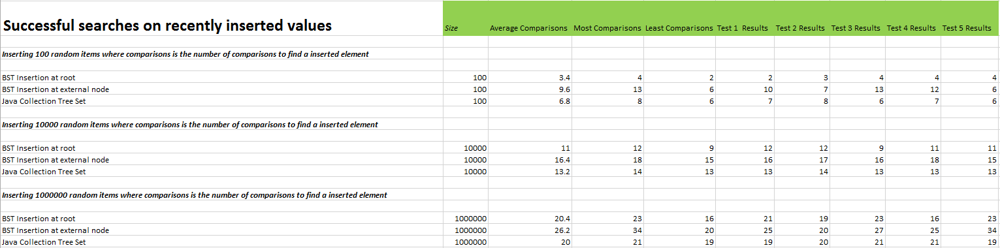 Successful searches on recently inserted values Size Average Comparisons Most Comparisons Least Comparisons Test 1 Results Test 2 Results Test 3 Results Test 4 Results Test 5 Results
Inserting 100 random items where comparisons is the number of comparisons to find a inserted element
BST Insertion at root 100 3.4 4 2 2 3 4 4 4
BST Insertion at external node 100 9.6 13 6 10 7 13 12 6
Java Collection Tree Set 100 6.8 8 6 7 8 6 7 6
Inserting 10000 random items where comparisons is the number of comparisons to find a inserted element
BST Insertion at root 10000 11 12 9 12 12 9 11 11
BST Insertion at external node 10000 16.4 18 15 16 17 16 18 15
Java Collection Tree Set 10000 13.2 14 13 13 14 13 13 13
Inserting 1000000 random items where comparisons is the number of comparisons to find a inserted element
BST Insertion at root 1000000 20.4 23 16 21 19 23 16 23
BST Insertion at external node 1000000 26.2 34 20 25 20 27 25 34
Java Collection Tree Set 1000000 20 21 19 19 20 21 21 19